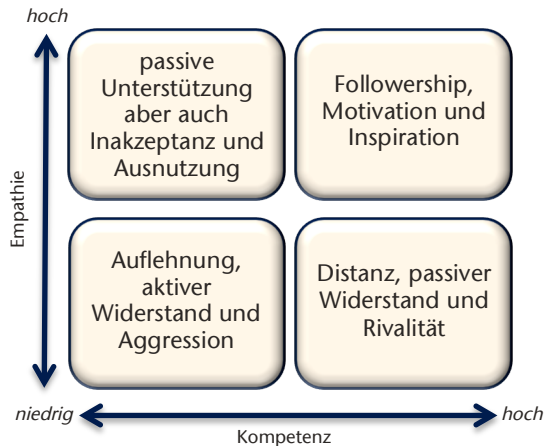 hoch
passive
Unterstützung
aber auch
Inakzeptanz und
Ausnutzung
Followership,
Motivation und
Inspiration
Empathie
Auflehnung,
aktiver
Widerstand und
Aggression
Distanz, passiver
Widerstand und
Rivalität
niedrig
hoch
Kompetenz